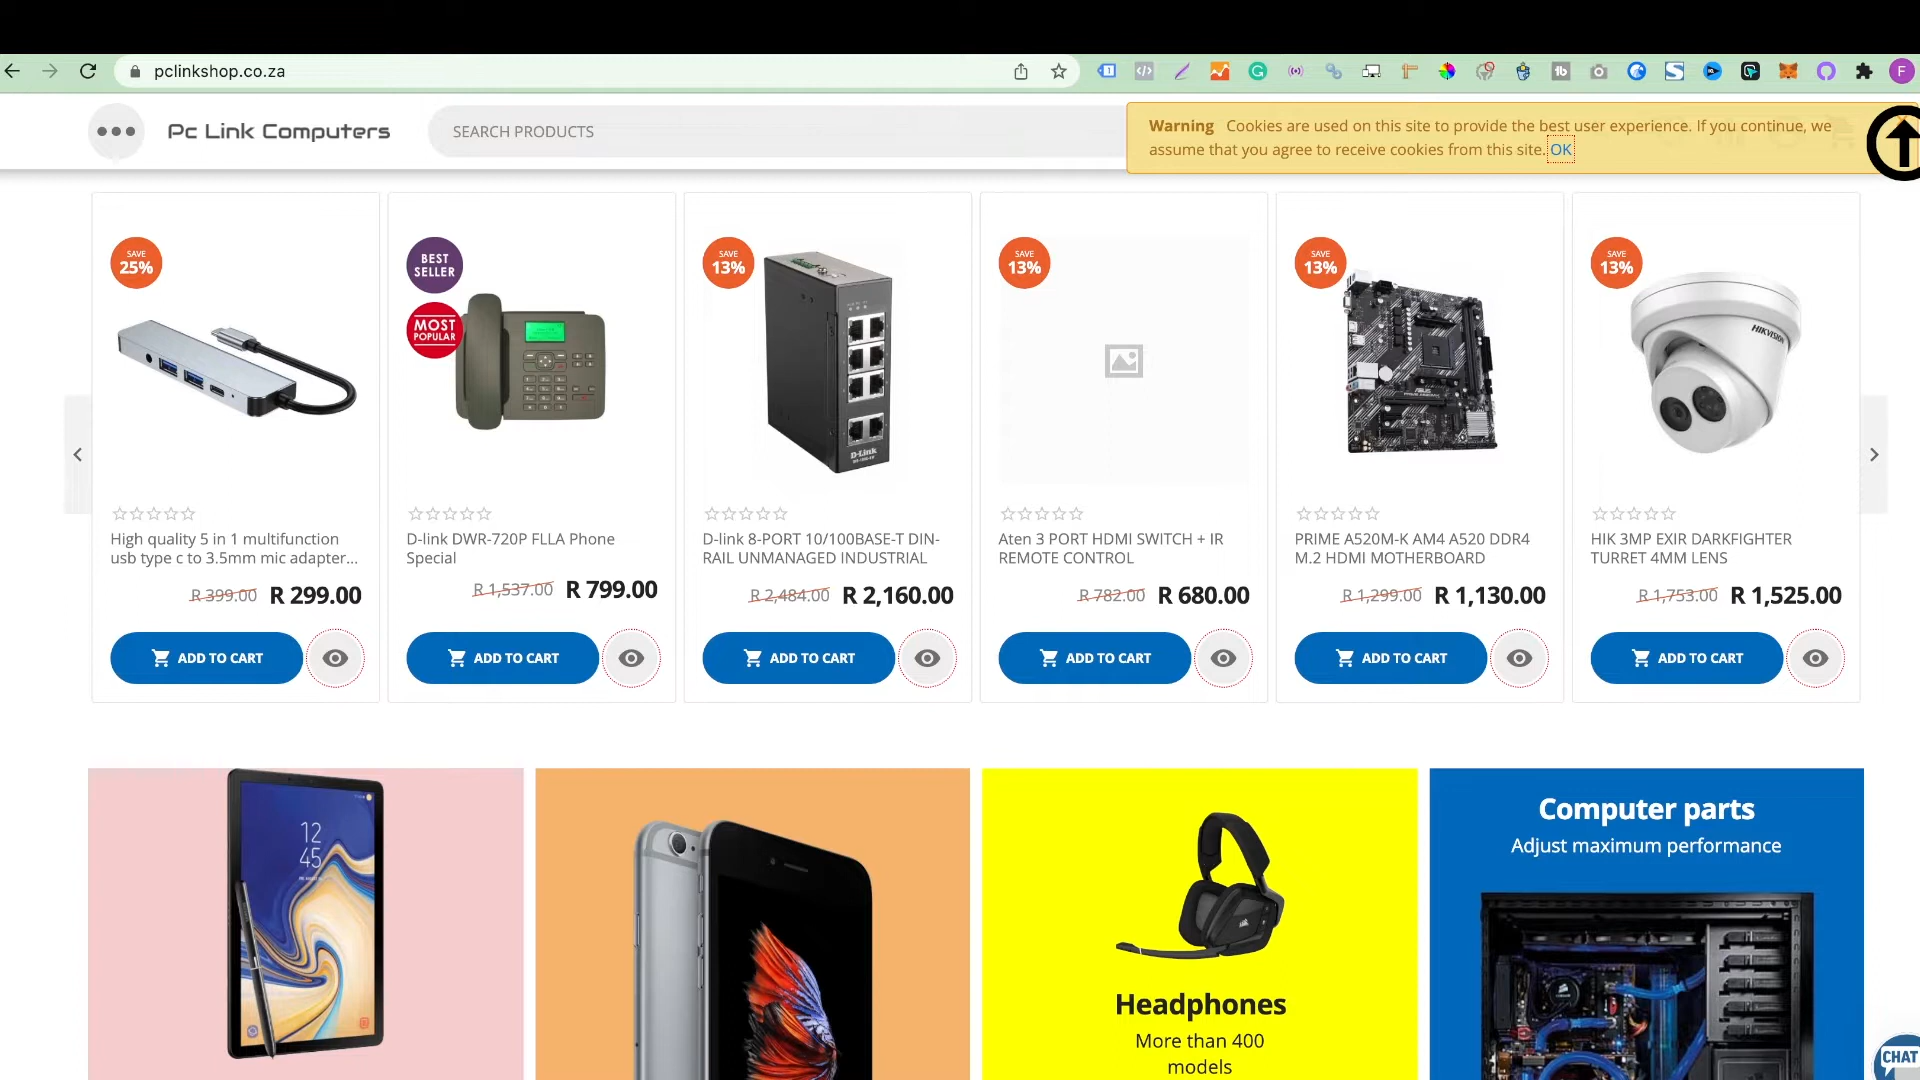 pclinkshop.co.za
F
Pc Link Computers
SEARCH PRODUCTS
Warning Cookies are used on this site to provide the best user experience. If you continue, we
assume that you agree to receive cookies from this site. OK
SAVE
25%
BEST
SELLER
MOST
POPULAR
SAVE
13%
D-Link
SAVE
13%
SAVE
13%
SAVE
13%
HIKVISION
High quality 5 in 1 multifunction
usb type c to 3.5mm mic adapter...
R 399.00 R 299.00
ADD TO CART
D-link DWR-720P FLLA Phone
Special
R 1,537.00 R 799.00
ADD TO CART
D-link 8-PORT 10/100BASE-T DIN-
RAIL UNMANAGED INDUSTRIAL
R 2,484.00 R 2,160.00
ADD TO CART
Aten 3 PORT HDMI SWITCH + IR
REMOTE CONTROL
R 782.00 R 680.00
ADD TO CART
PRIME A520M-K AM4 A520 DDR4
M.2 HDMI MOTHERBOARD
R 1,299.00 R 1,130.00
ADD TO CART
HIK 3MP EXIR DARKFIGHTER
TURRET 4MM LENS
R 1,753.00 R 1,525.00
ADD TO CART
12
45
Headphones
More than 400
models
Computer parts
Adjust maximum performance
CHAT